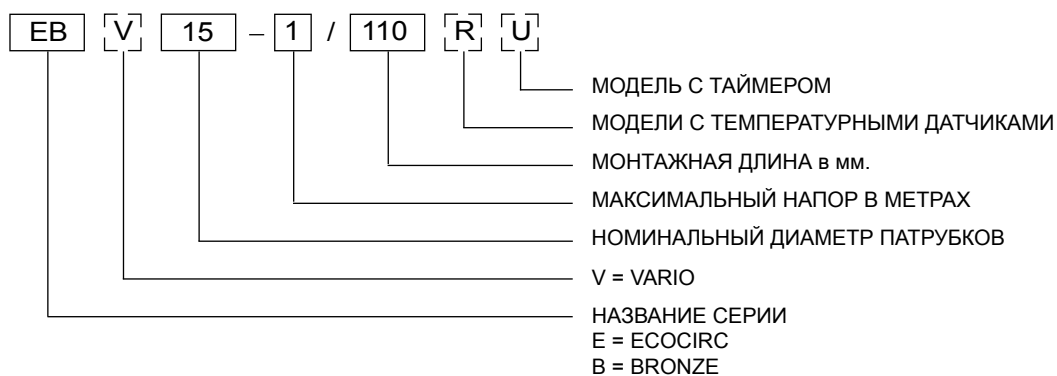 EB V 15 – 1 / 110 R U
МОДЕЛЬ С ТАЙМЕРОМ
МОДЕЛИ С ТЕМПЕРАТУРНЫМИ ДАТЧИКАМИ
МОНТАЖНАЯ ДЛИНА в мм.
МАКСИМАЛЬНЫЙ НАПОР В МЕТРАХ
НОМИНАЛЬНЫЙ ДИАМЕТР ПАТРУБКОВ
V = VARIO
НАЗВАНИЕ СЕРИИ
E = ECOCIRC
B = BRONZE